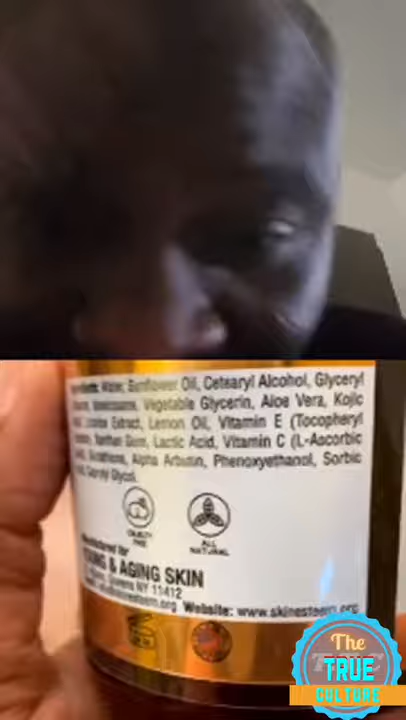 Water, Sunflower Oil, Cetearyl Alcohol, Glyceryl
Vegetable Glycerin, Aloe Vera, Kojic
Extract, Lemon Oil, Vitamin E (Tocopheryl
Xanthan Gum, Lactic Acid, Vitamin C (L-Ascorbic
Alpha Arbutin, Phenoxyethanol, Sorbic
Glycol
CRUELTY
FREE
ALL
NATURAL
Manufactured for
YOUNG & AGING SKIN
Queens NY 11412
Website: www.skinesteem.org
The
TRUE
CULTURE